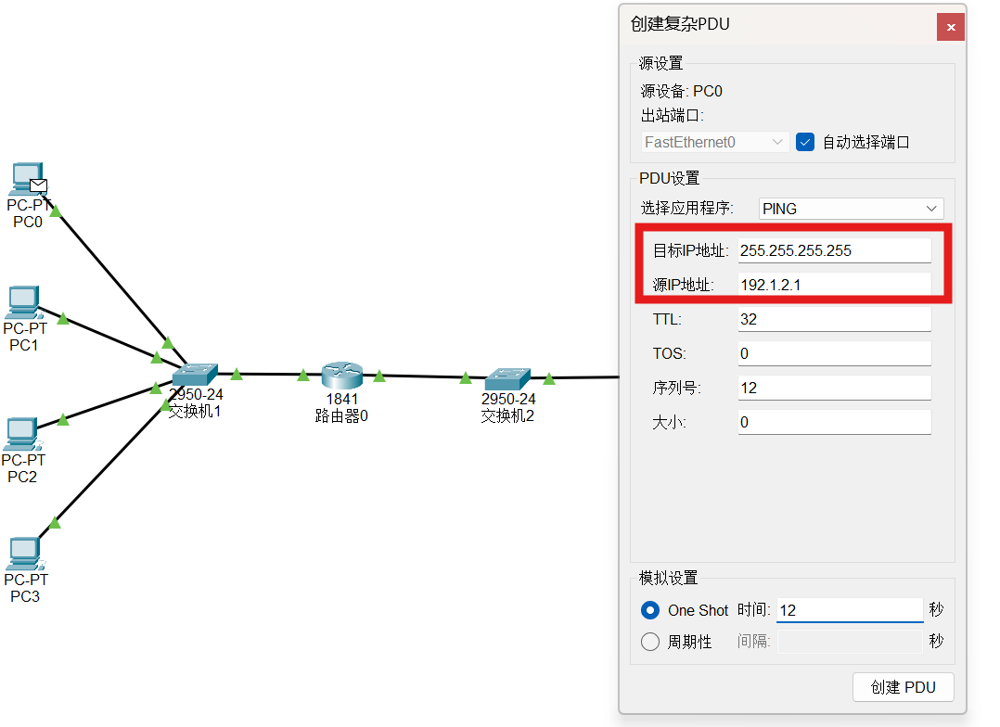 创建复杂PDU
源设置
源设备: PC0
出站端口:
FastEthernet0 自动选择端口
PDU设置
选择应用程序: PING
目标IP地址: 255.255.255.255
源IP地址: 192.1.2.1
TTL: 32
TOS: 0
序列号: 12
大小: 0
模拟设置
One Shot 时间: 12 秒
周期性 间隔: 秒
创建 PDU
PC-PT
PC0
PC-PT
PC1
PC-PT
PC2
PC-PT
PC3
2950-24
交换机1
1841
路由器0
2950-24
交换机2